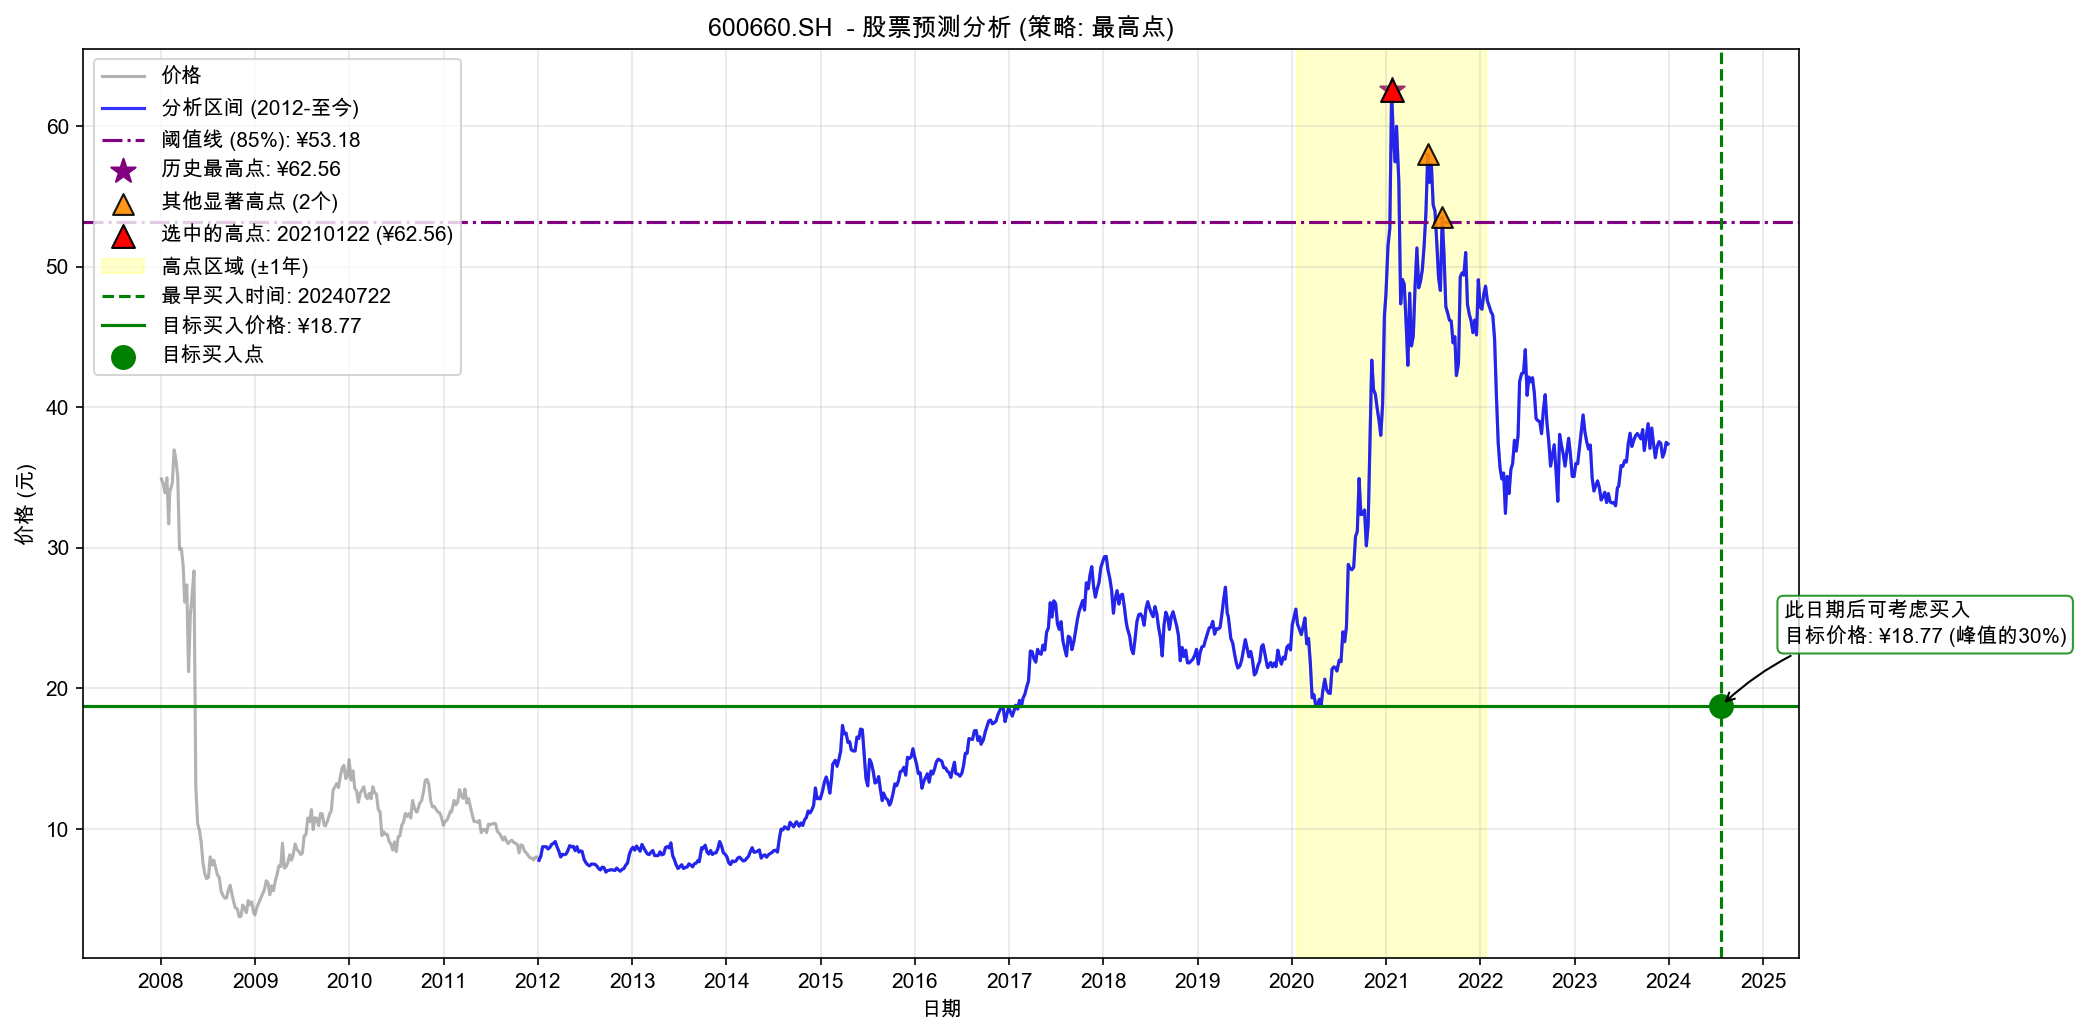 600660.SH - 股票预测分析 (策略: 最高点)
价格
分析区间 (2012-至今)
阈值线 (85%): ¥53.18
历史最高点: ¥62.56
其他显著高点 (2个)
选中的高点: 20210122 (¥62.56)
高点区域 (±1年)
最早买入时间: 20240722
目标买入价格: ¥18.77
目标买入点
价格 (元)
60
50
40
30
20
10
此日期后可考虑买入
目标价格: ¥18.77 (峰值的30%)
2008 2009 2010 2011 2012 2013 2014 2015 2016 2017 2018 2019 2020 2021 2022 2023 2024 2025
日期